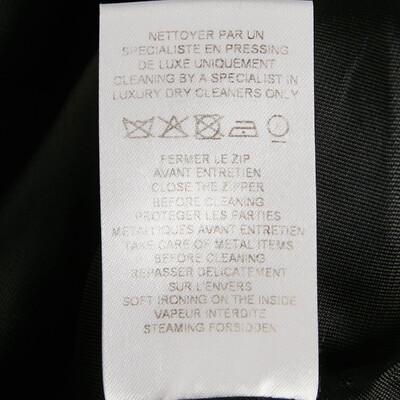 NETTOYER PAR UN
SPECIALISTE EN PRESSING
DE LUXE UNIQUEMENT
CLEANING BY A SPECIALIST IN
LUXURY DRY CLEANERS ONLY
FERMER LE ZIP
AVANT ENTRETIEN
CLOSE THE ZIPPER
BEFORE CLEANING
PROTEGER LES PARTIES
METALLIQUES AVANT ENTRETIEN
TAKE CARE OF METAL ITEMS
BEFORE CLEANING
REPASSER DELICATEMENT
SUR L'ENVERS
SOFT IRONING ON THE INSIDE
VAPEUR INTERDITE
STEAMING FORBIDDEN